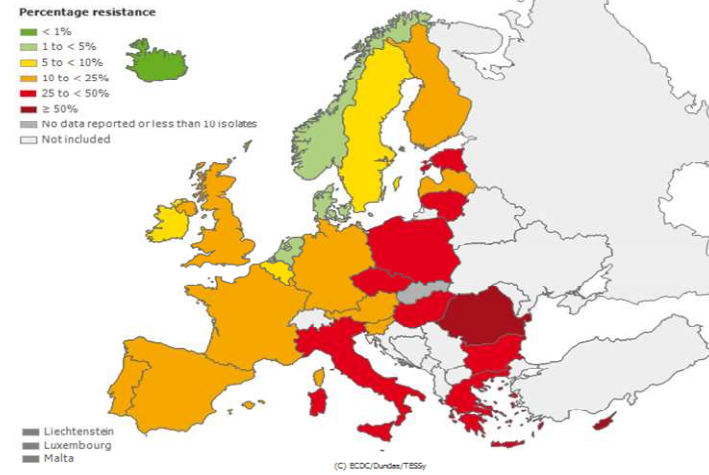 Percentage resistance
< 1%
1 to < 5%
5 to < 10%
10 to < 25%
25 to < 50%
≥ 50%
No data reported or less than 10 isolates
Not included
Liechtenstein
Luxembourg
Malta
(C) ECDC/Dundas/TESSy